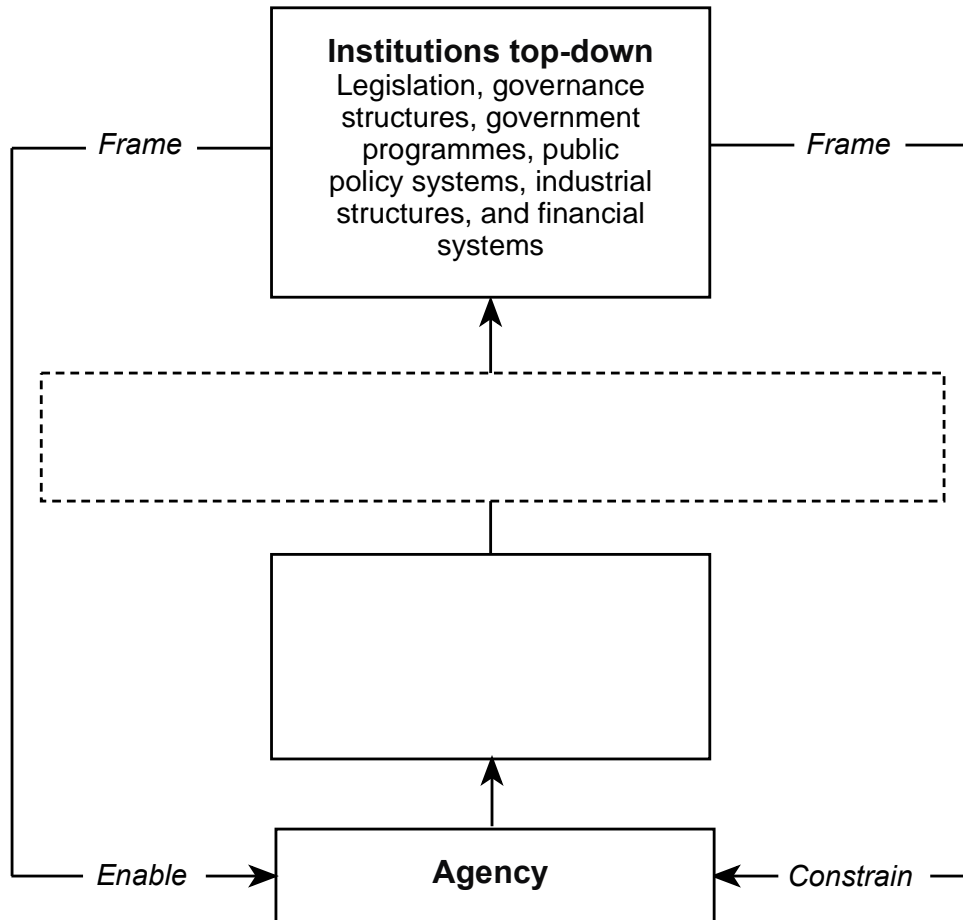 Institutions top-down
Legislation, governance
structures, government
programmes, public
policy systems, industrial
structures, and financial
systems
Frame
Frame
Enable
Agency
Constrain